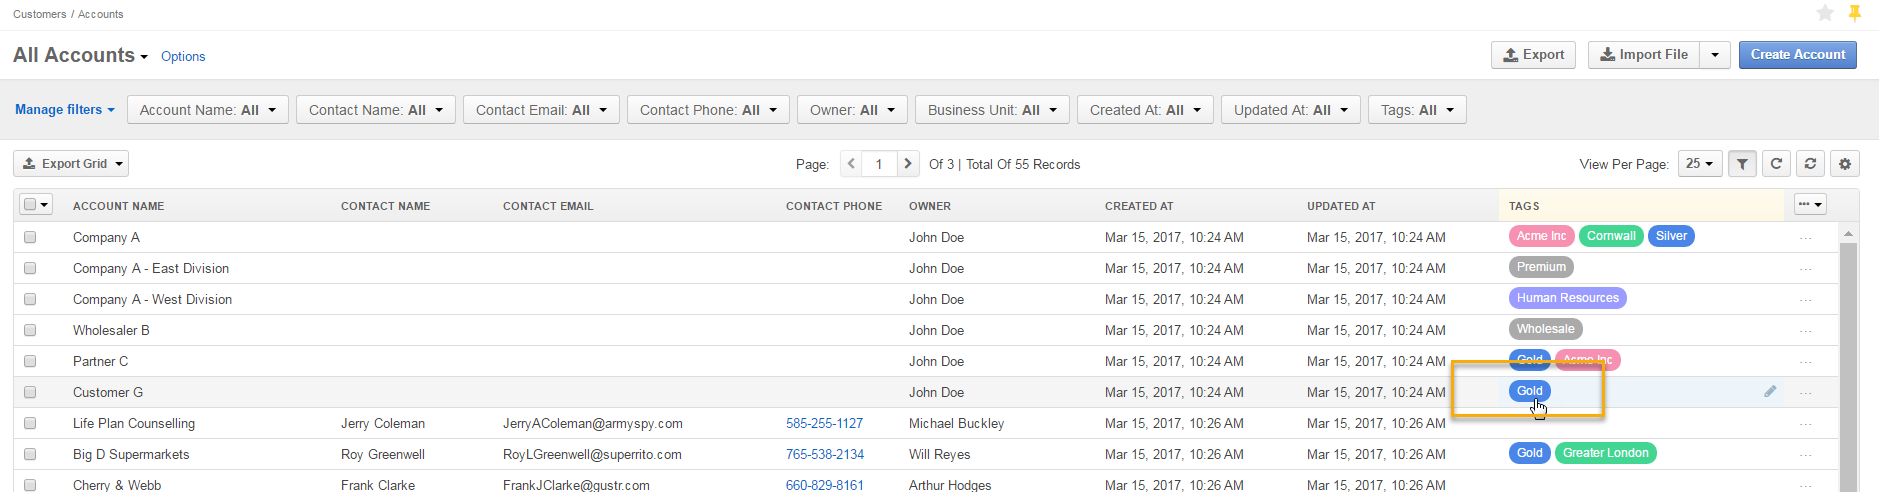 Customers / Accounts
All Accounts Options Export Import File Create Account
Manage filters Account Name: All Contact Name: All Contact Email: All Contact Phone: All Owner: All Business Unit: All Created At: All Updated At: All Tags: All
Export Grid Page: 1 Of 3 | Total Of 55 Records View Per Page: 25
ACCOUNT NAME CONTACT NAME CONTACT EMAIL CONTACT PHONE OWNER CREATED AT UPDATED AT TAGS
Company A John Doe Mar 15, 2017, 10:24 AM Mar 15, 2017, 10:24 AM Acme Inc Cornwall Silver
Company A - East Division John Doe Mar 15, 2017, 10:24 AM Mar 15, 2017, 10:24 AM Premium
Company A - West Division John Doe Mar 15, 2017, 10:24 AM Mar 15, 2017, 10:24 AM Human Resources
Wholesaler B John Doe Mar 15, 2017, 10:24 AM Mar 15, 2017, 10:24 AM Wholesale
Partner C John Doe Mar 15, 2017, 10:24 AM Mar 15, 2017, 10:24 AM Gold Acme Inc
Customer G John Doe Mar 15, 2017, 10:24 AM Mar 15, 2017, 10:24 AM Gold
Life Plan Counselling Jerry Coleman JerryAColeman@armyspy.com 585-255-1127 Michael Buckley Mar 15, 2017, 10:26 AM Mar 15, 2017, 10:26 AM
Big D Supermarkets Roy Greenwell RoyLGreenwell@superrito.com 765-538-2134 Will Reyes Mar 15, 2017, 10:26 AM Mar 15, 2017, 10:26 AM Gold Greater London
Cherry & Webb Frank Clarke FrankJClarke@gustr.com 660-829-8161 Arthur Hodges Mar 15, 2017, 10:26 AM Mar 15, 2017, 10:26 AM